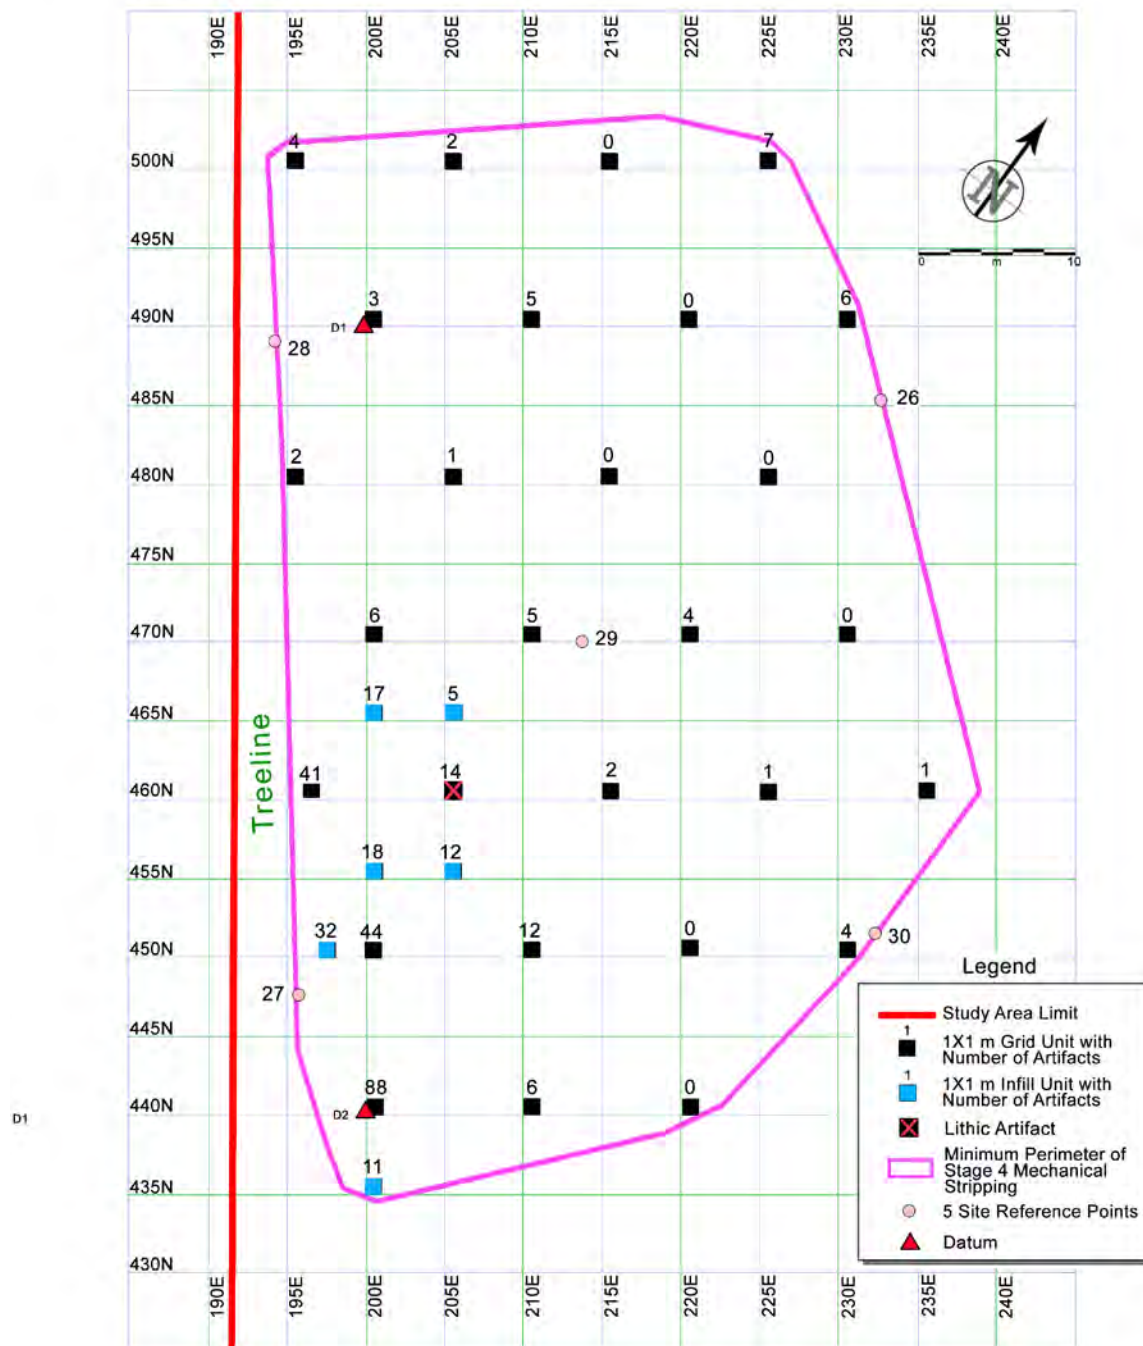 190E 195E 200E 205E 210E 215E 220E 225E 230E 235E 240E
4 2 0 7
500N
N
495N
0 m 10
3 5 0 6
490N
D1
28
485N
26
2 1 0 0
480N
475N
6 5 4 0
470N
29
17 5
465N
Treeline
41 14 2 1 1
460N
18 12
455N
32 44 12 0 4
450N
30
27
445N
88 6 0
440N
D2
D1
11
435N
430N
Legend
Study Area Limit
1
1X1 m Grid Unit with
Number of Artifacts
1
1X1 m Infill Unit with
Number of Artifacts
Lithic Artifact
Minimum Perimeter of
Stage 4 Mechanical
Stripping
5 Site Reference Points
Datum
190E 195E 200E 205E 210E 215E 220E 225E 230E 235E 240E